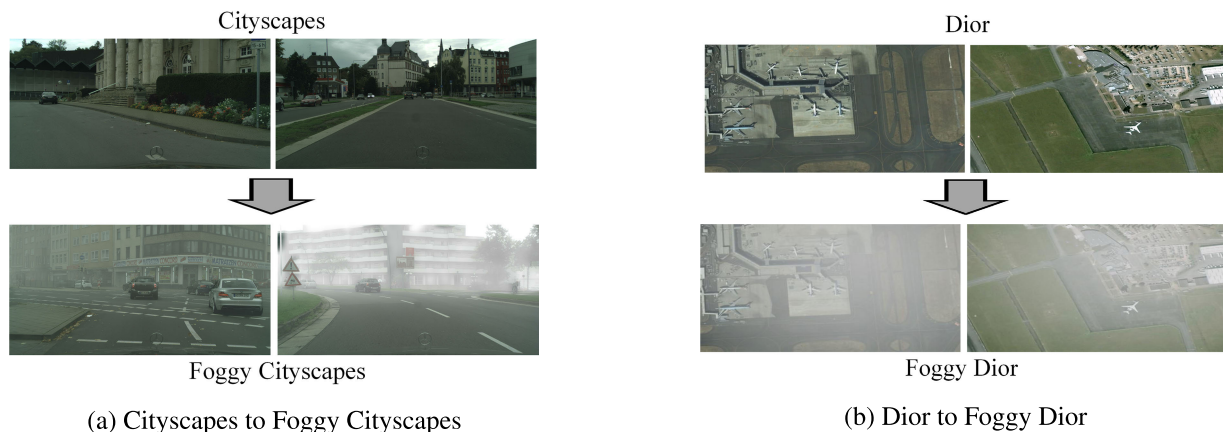 Cityscapes
Dior
Foggy Cityscapes
Foggy Dior
(a) Cityscapes to Foggy Cityscapes
(b) Dior to Foggy Dior